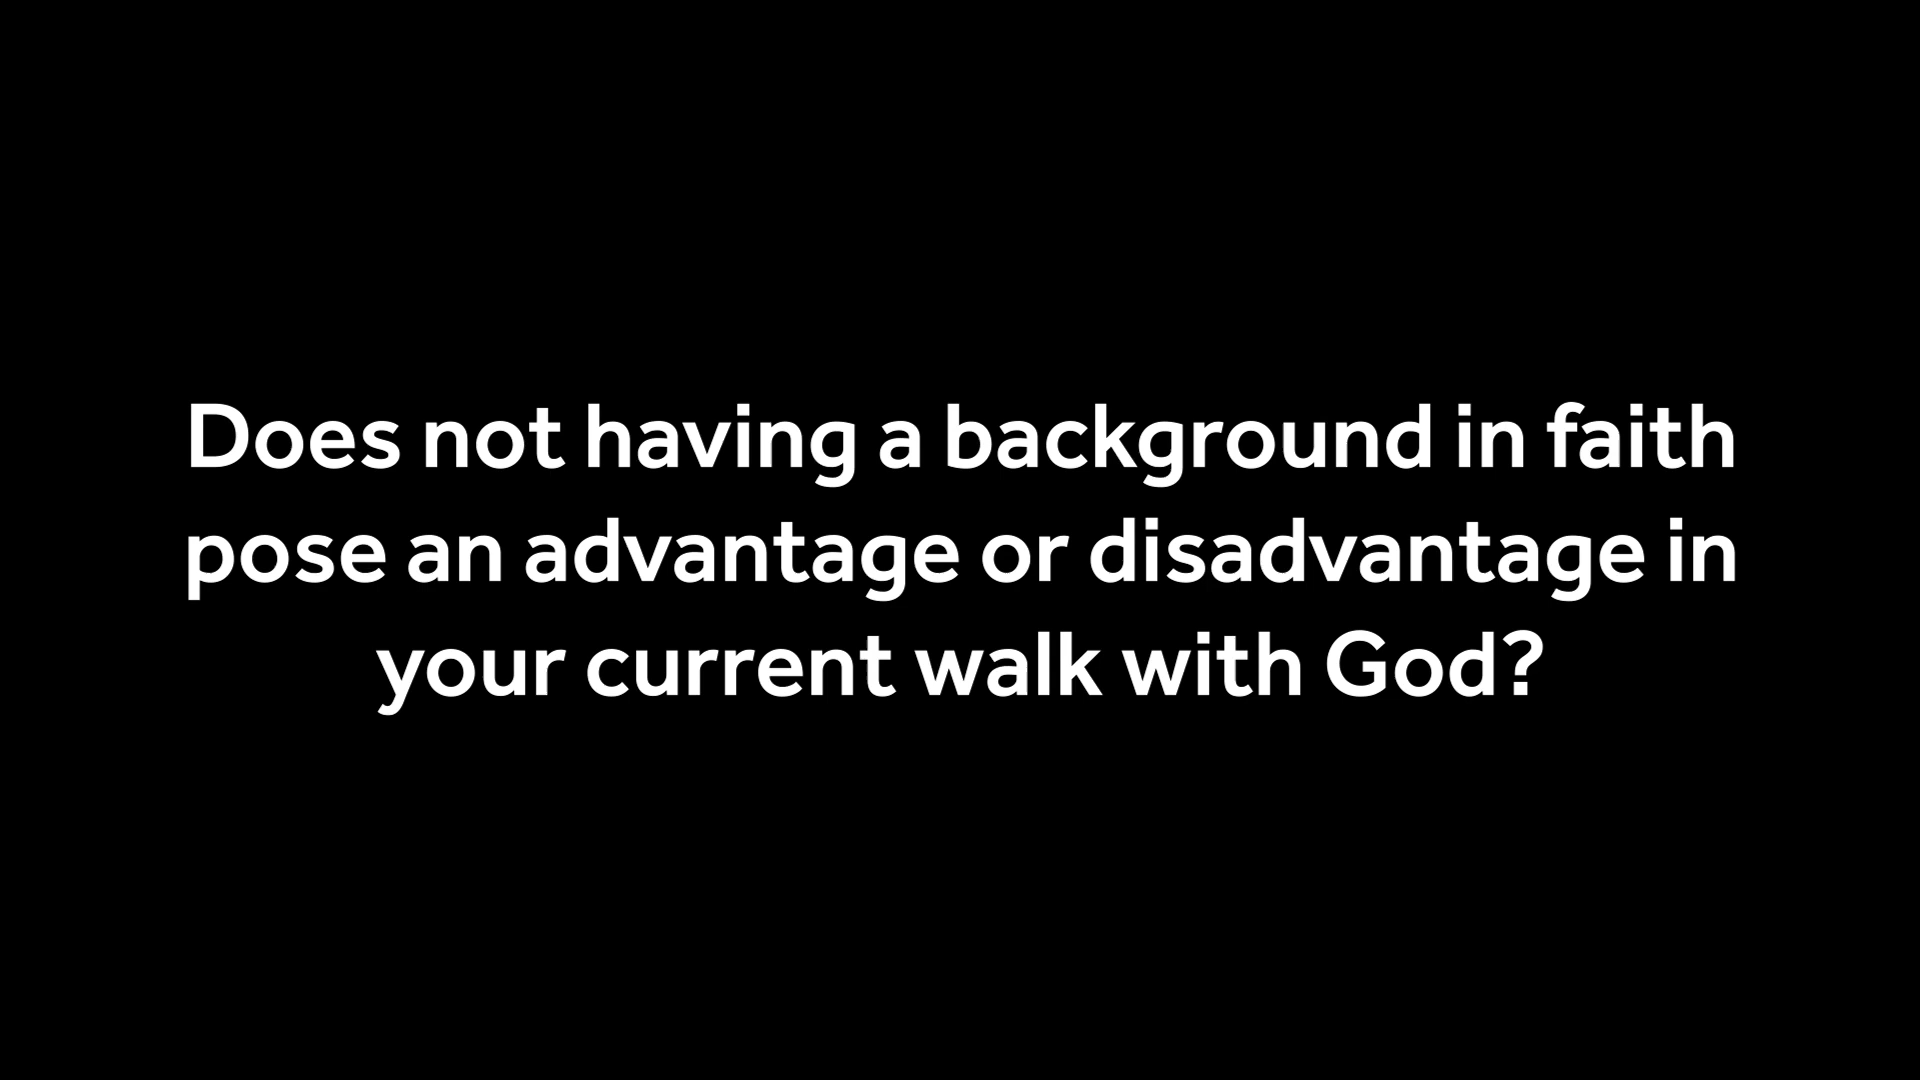 Does not having a background in faith
pose an advantage or disadvantage in
your current walk with God?